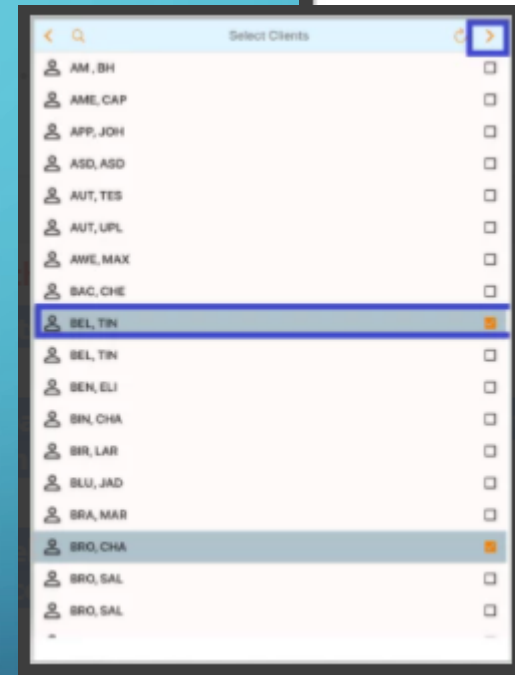 Select Clients
AM , BH
AME, CAP
APP, JOH
ASD, ASD
AUT, TES
AUT, UPL
AWE, MAX
BAC, CHE
BEL, TIN
BEL, TIN
BEN, ELI
BIN, CHA
BIR, LAR
BLU, JAD
BRA, MAR
BRO, CHA
BRO, SAL
BRO, SAL